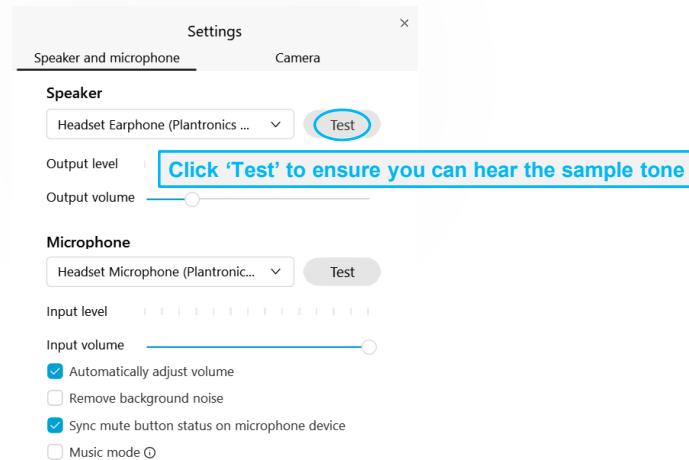 Settings
×
Speaker and microphone Camera
Speaker
Headset Earphone (Plantronics ... Test
Output level
Click ‘Test’ to ensure you can hear the sample tone
Output volume
Microphone
Headset Microphone (Plantronic... Test
Input level
Input volume
Automatically adjust volume
Remove background noise
Sync mute button status on microphone device
Music mode